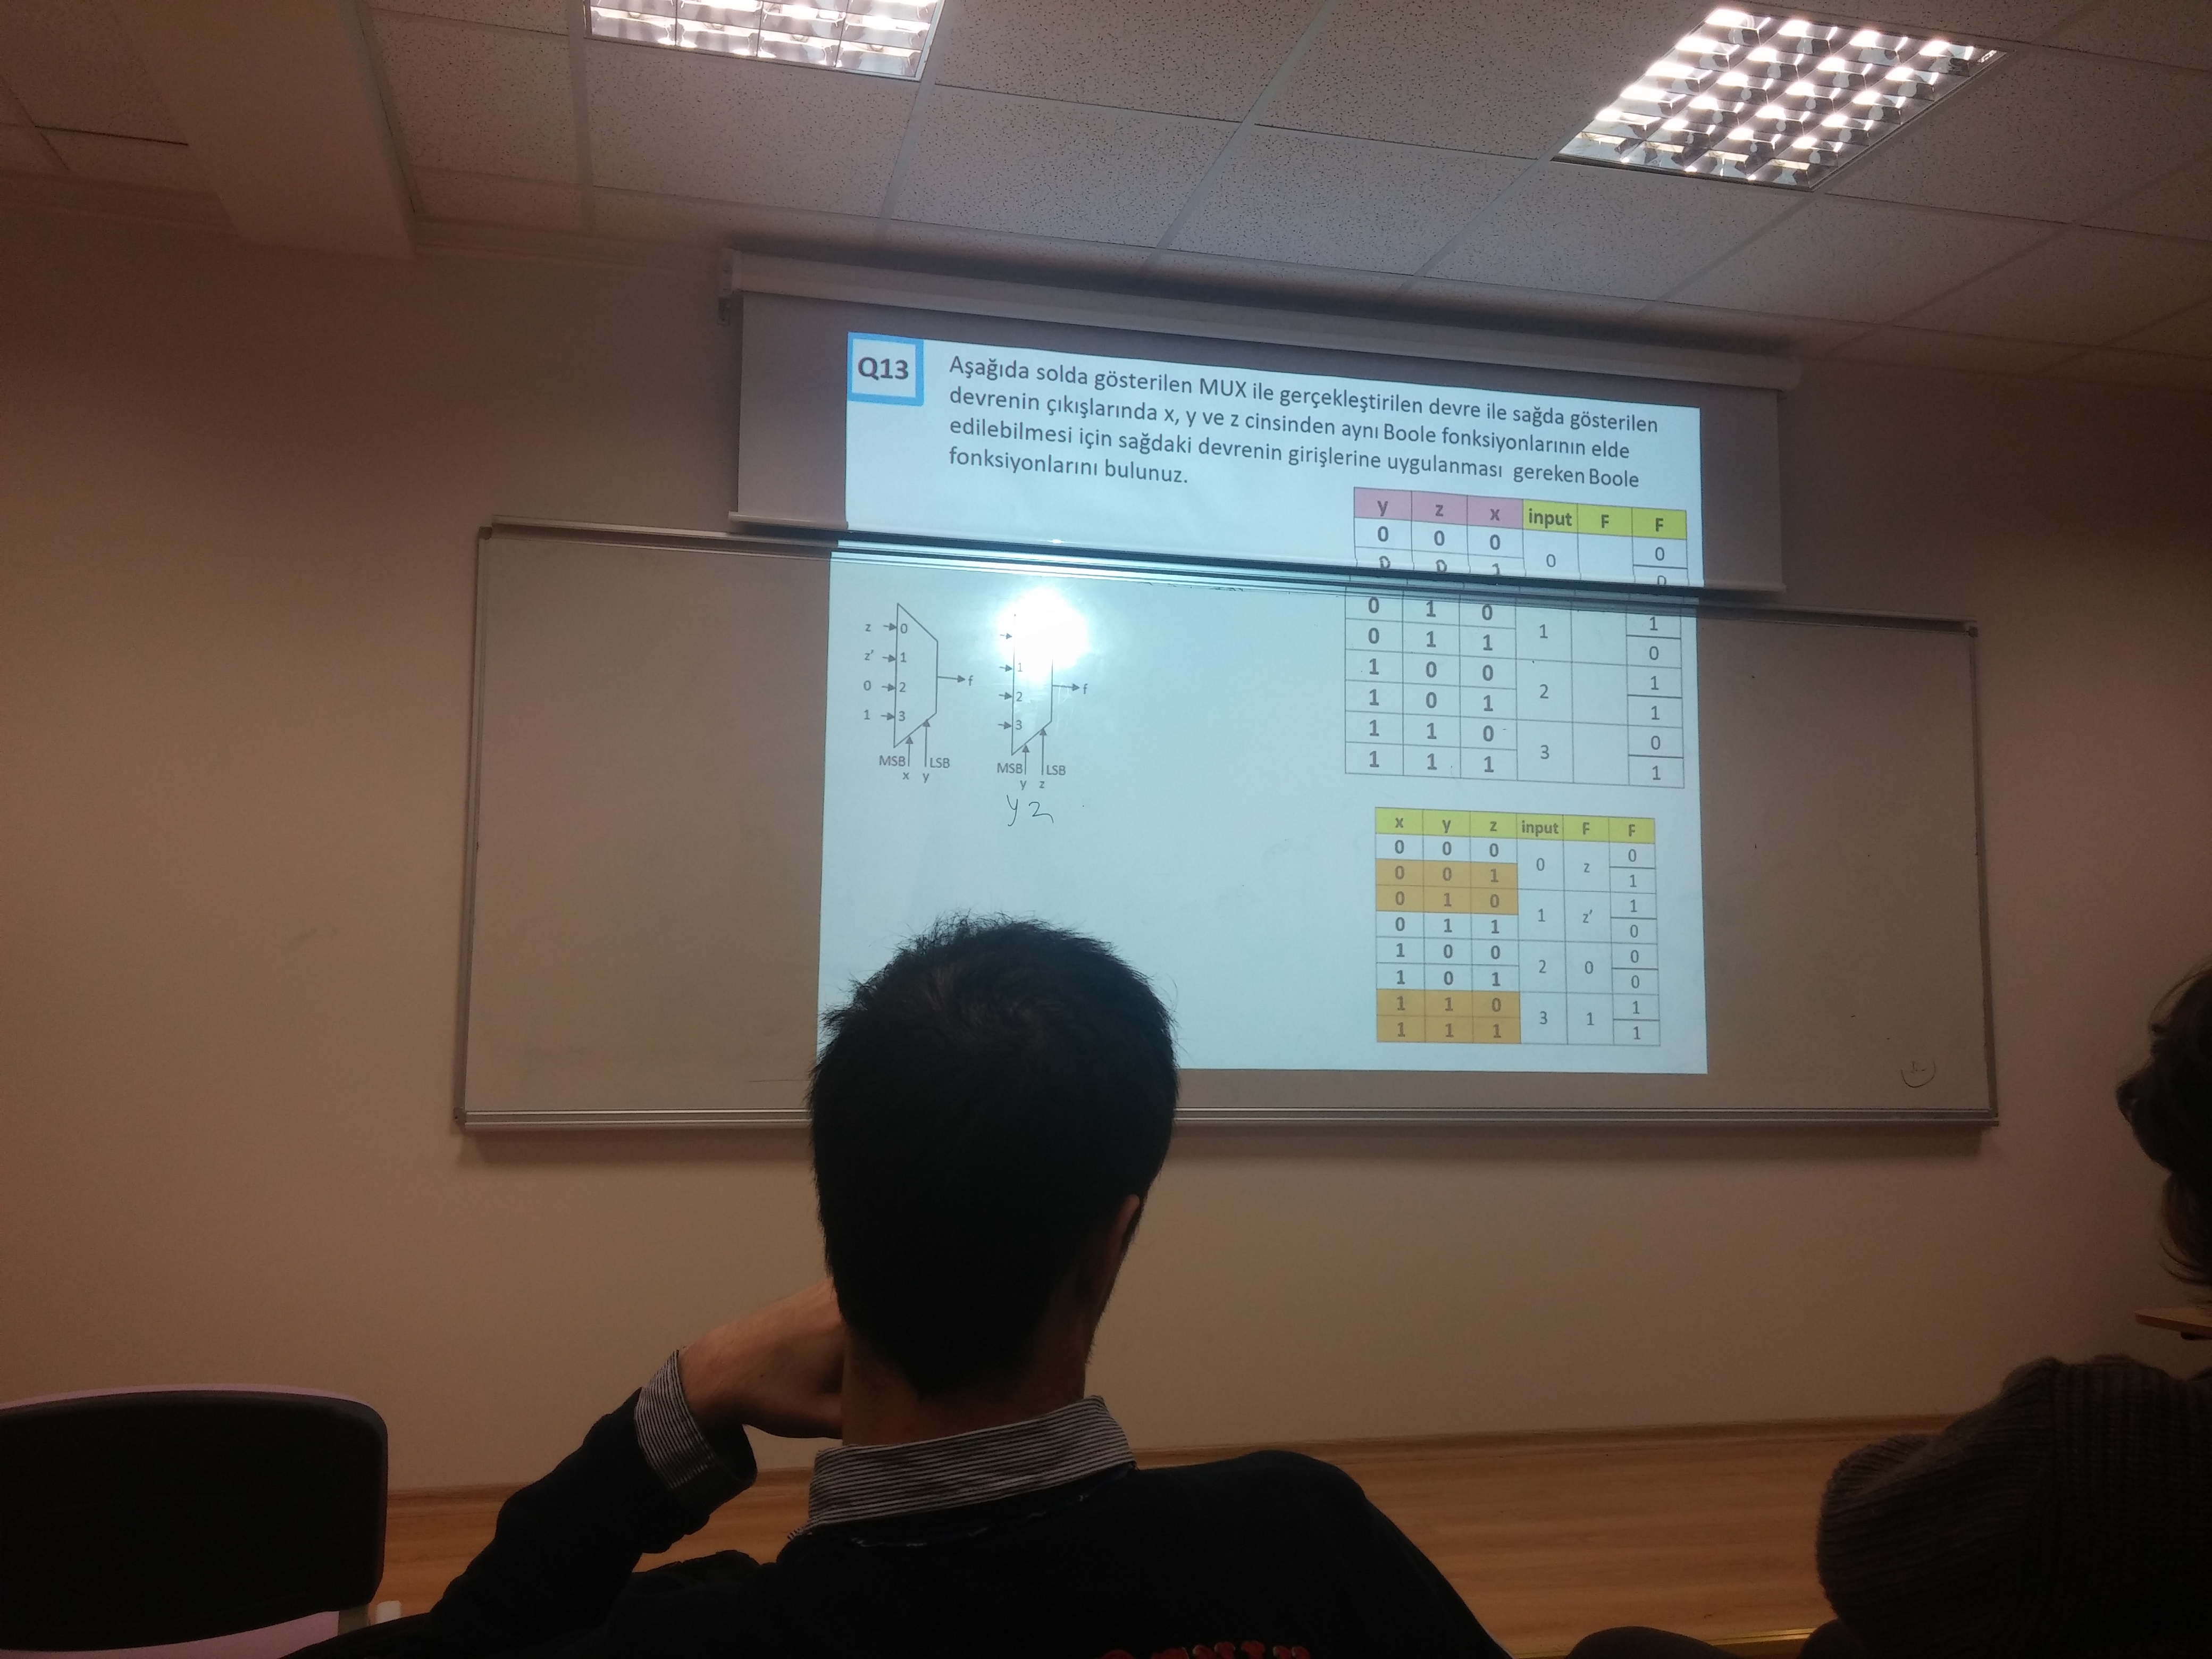 Q13
Aşağıda solda gösterilen MUX ile gerçekleştirilen devre ile sağda gösterilen
devrenin çıkışlarında x, y ve z cinsinden aynı Boole fonksiyonlarının elde
edilebilmesi için sağdaki devrenin girişlerine uygulanması gereken Boole
fonksiyonlarını bulunuz.
y z x input F F
0 0 0 0 0
0 0 1 0
0 1 0 1 1
0 1 1 0
1 0 0 2 1
1 0 1 1
1 1 0 3 0
1 1 1 1
z 0
z' 1
0 2
1 3
f
MSB LSB
x y
1
2
3
f
MSB LSB
y z
y z
x y z input F F
0 0 0 0 z 0
0 0 1 1
0 1 0 1 z' 1
0 1 1 0
1 0 0 2 0 0
1 0 1 0
1 1 0 3 1 1
1 1 1 1